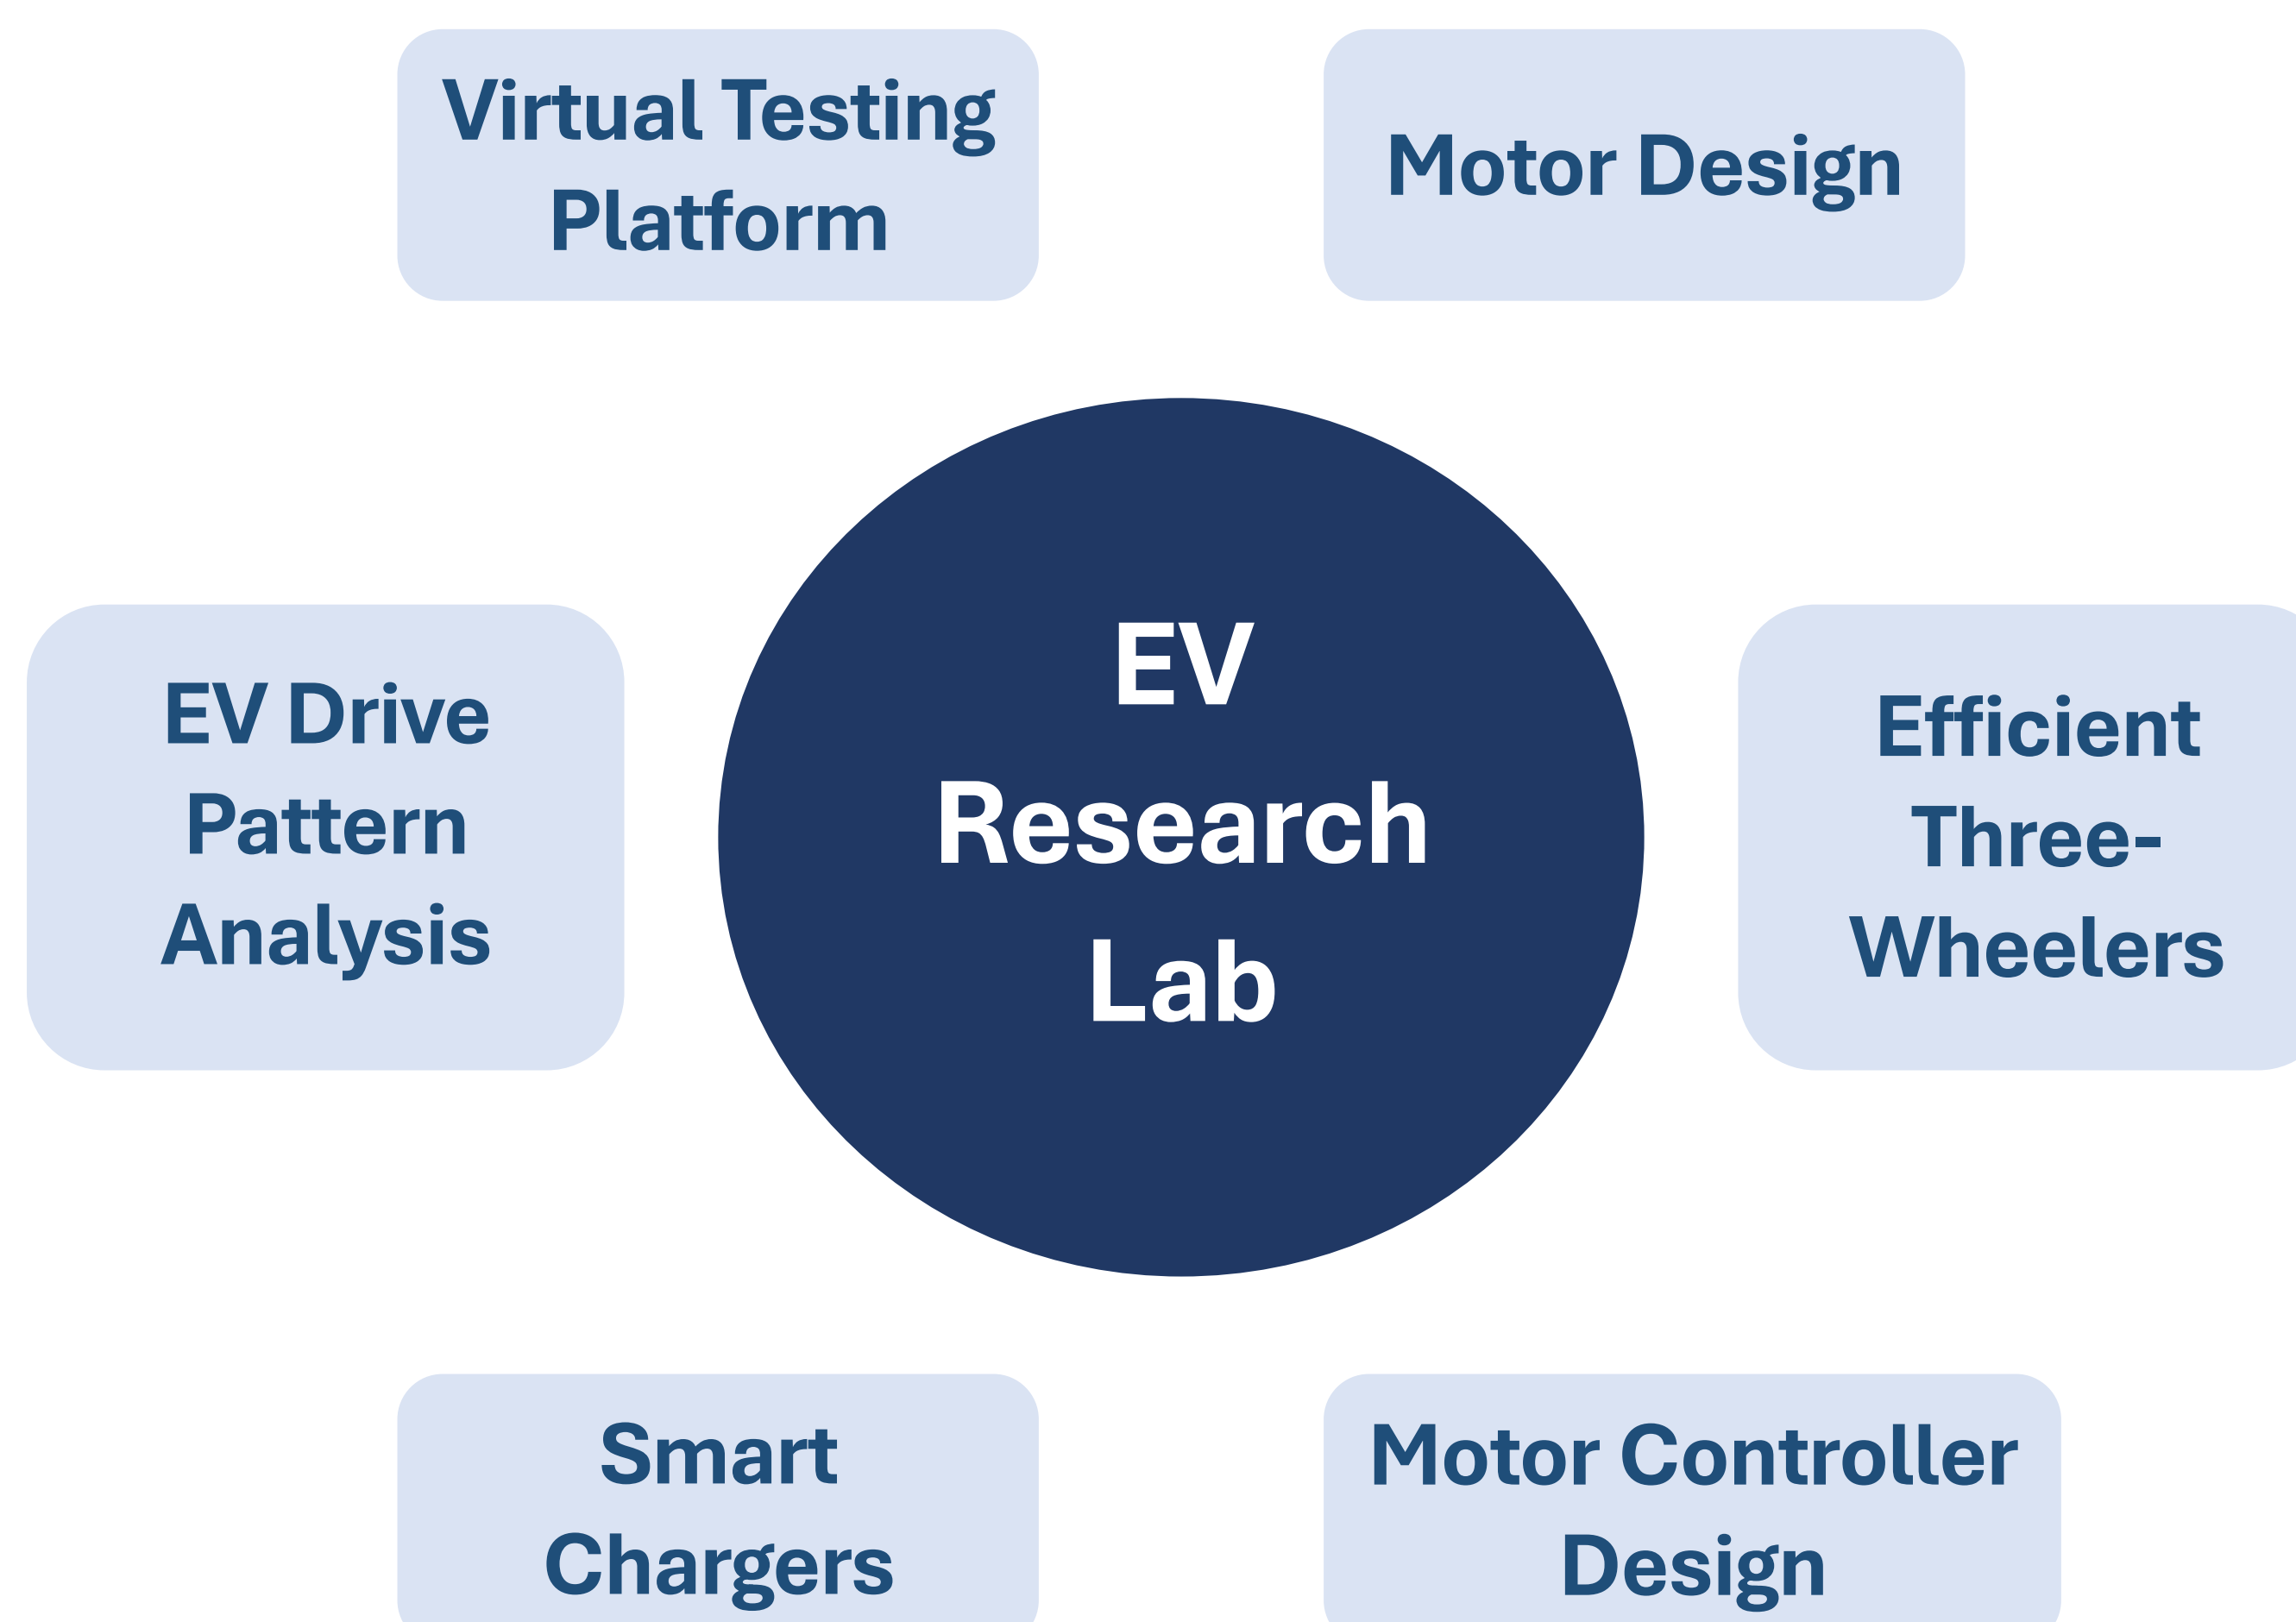 Virtual Testing
Platform
Motor Design
EV Drive
Pattern
Analysis
EV
Research
Lab
Efficient
Three-
Wheelers
Smart
Chargers
Motor Controller
Design